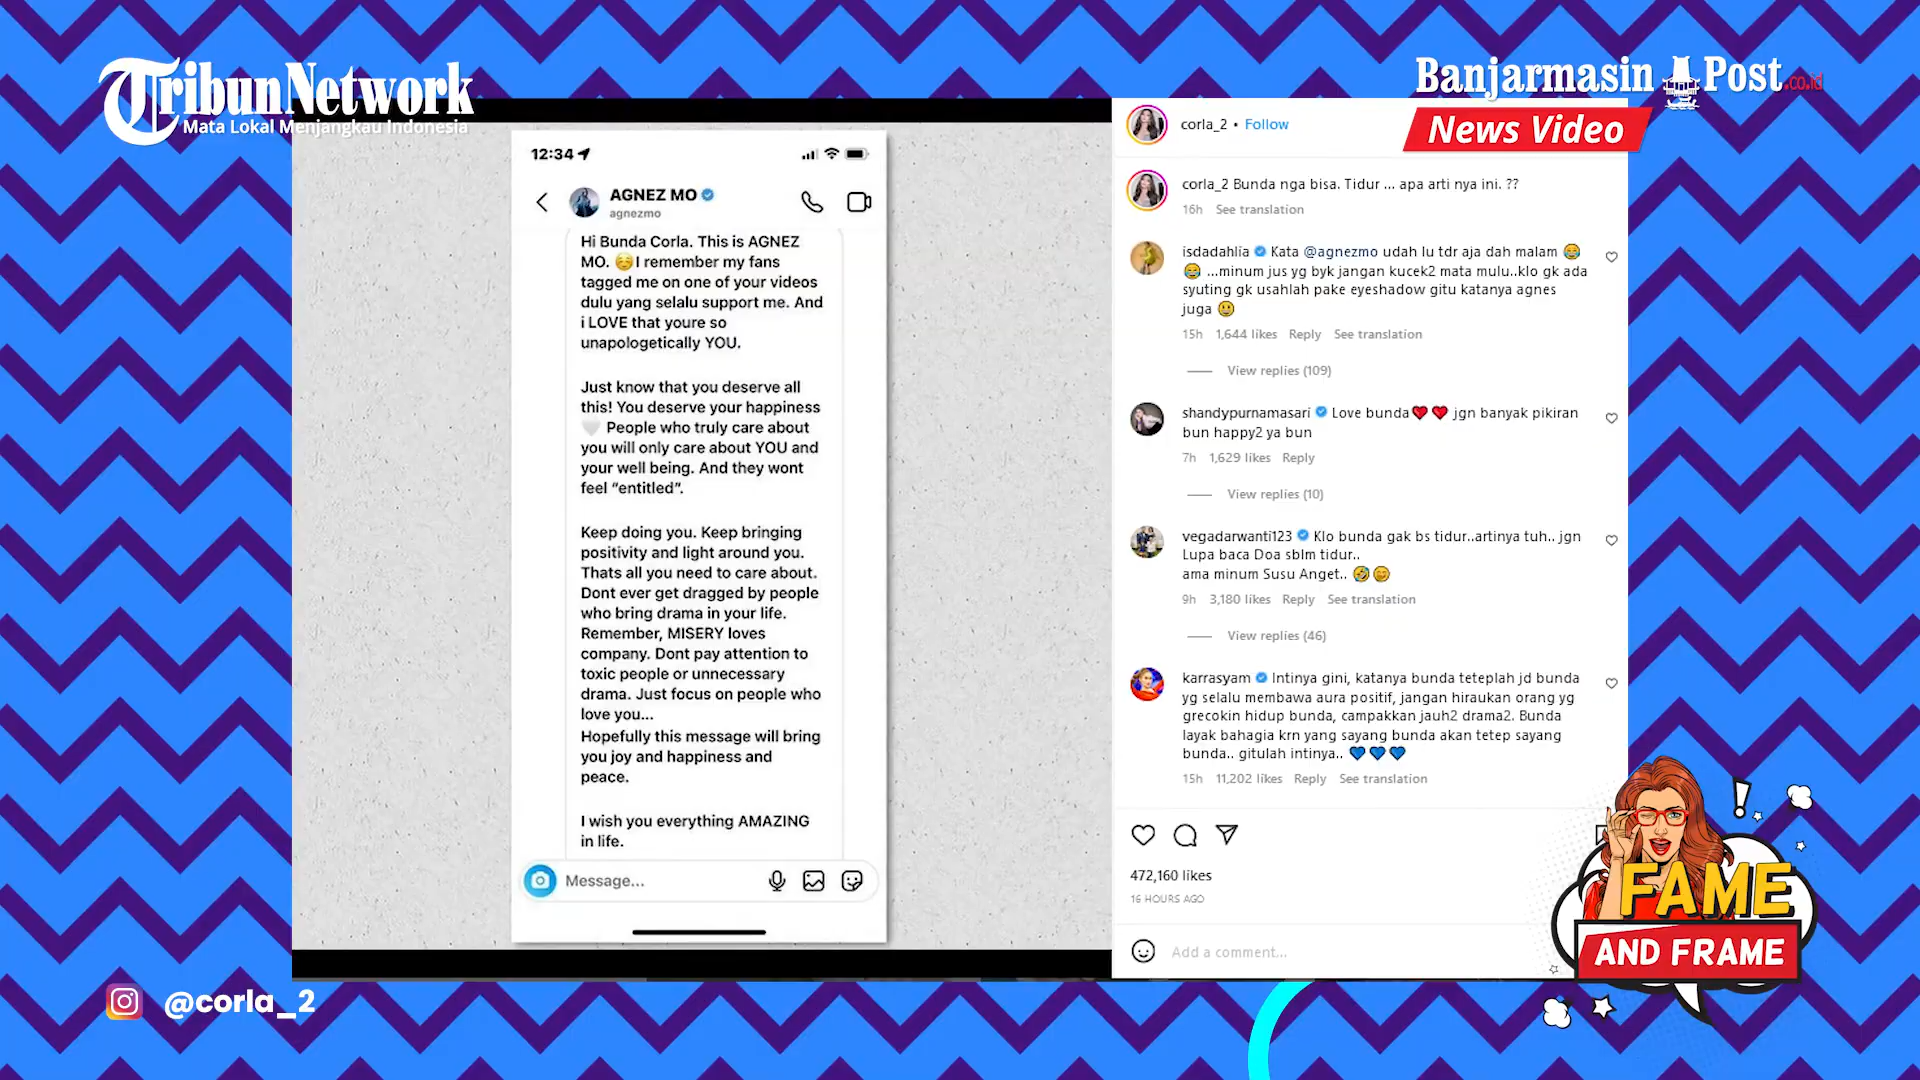 TribunNetwork
Mata Lokal Menjangkau Indonesia
Banjarmasin Post.co.id
News Video
12:34
AGNEZ MO
agnezmo
Hi Bunda Corla. This is AGNEZ
MO. ☺️I remember my fans
tagged me on one of your videos
dulu yang selalu support me. And
i LOVE that youre so
unapologetically YOU.
Just know that you deserve all
this! You deserve your happiness
🤍 People who truly care about
you will only care about YOU and
your well being. And they wont
feel “entitled”.
Keep doing you. Keep bringing
positivity and light around you.
Thats all you need to care about.
Dont ever get dragged by people
who bring drama in your life.
Remember, MISERY loves
company. Dont pay attention to
toxic people or unnecessary
drama. Just focus on people who
love you...
Hopefully this message will bring
you joy and happiness and
peace.
I wish you everything AMAZING
in life.
Message...
corla_2 • Follow
corla_2 Bunda nga bisa. Tidur ... apa arti nya ini. ??
16h See translation
isdadahlia Kata @agnezmo udah lu tdr aja dah malam 😂
😂 ...minum jus yg byk jangan kucek2 mata mulu..klo gk ada
syuting gk usahlah pake eyeshadow gitu katanya agnes
juga 🥲
15h 1,644 likes Reply See translation
View replies (109)
shandypurnamasari Love bunda❤️❤️ jgn banyak pikiran
bun happy2 ya bun
7h 1,629 likes Reply
View replies (10)
vegadarwanti123 Klo bunda gak bs tidur..artinya tuh.. jgn
Lupa baca Doa sblm tidur..
ama minum Susu Anget.. 🤣😁
9h 3,180 likes Reply See translation
View replies (46)
karrasyam Intinya gini, katanya bunda teteplah jd bunda
yg selalu membawa aura positif, jangan hiraukan orang yg
grecokin hidup bunda, campakkan jauh2 drama2. Bunda
layak bahagia krn yang sayang bunda akan tetep sayang
bunda.. gitulah intinya.. 💙💙💙
15h 11,202 likes Reply See translation
472,160 likes
16 HOURS AGO
Add a comment...
FAME
AND FRAME
@corla_2